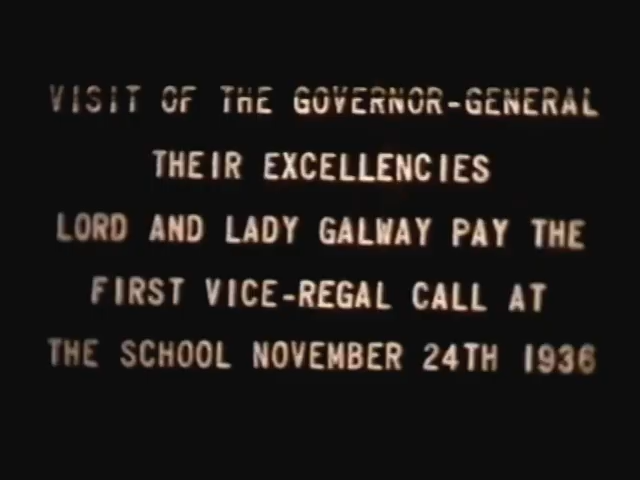 VISIT OF THE GOVERNOR-GENERAL
THEIR EXCELLENCIES
LORD AND LADY GALWAY PAY THE
FIRST VICE-REGAL CALL AT
THE SCHOOL NOVEMBER 24TH 1936